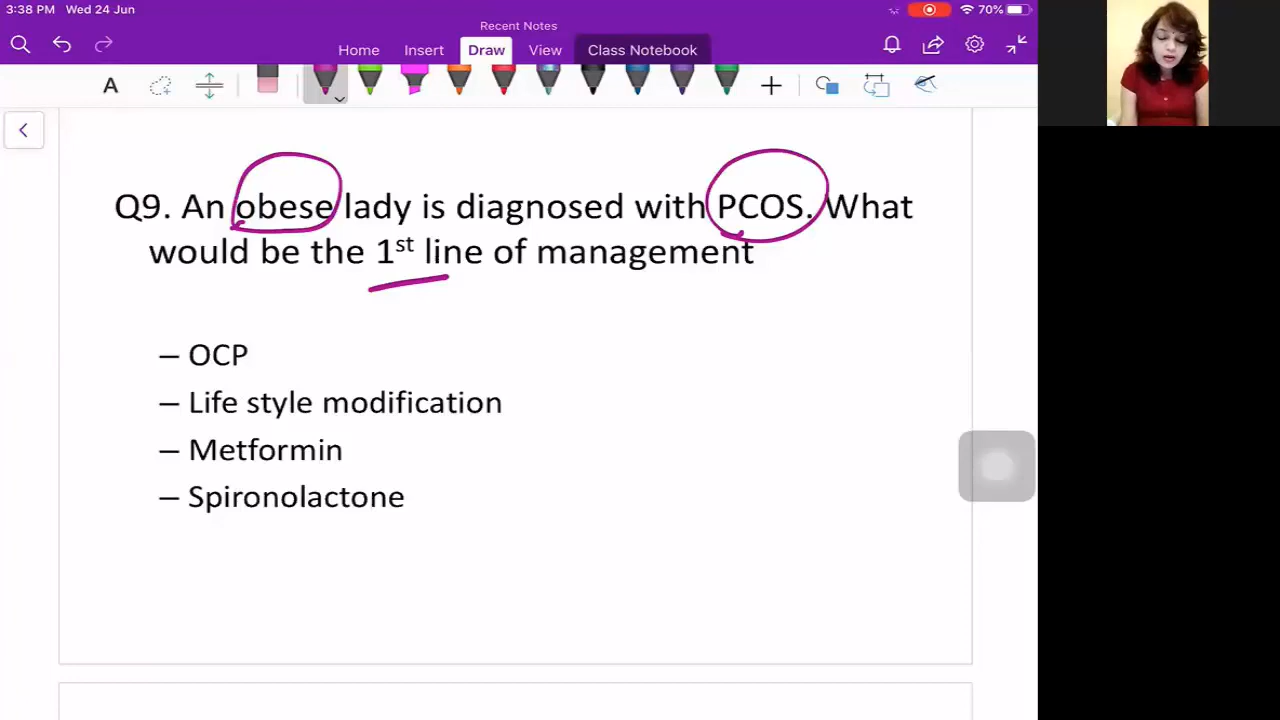 3:38 PM Wed 24 Jun
70%
Recent Notes
Home Insert Draw View Class Notebook
A
Q9. An obese lady is diagnosed with PCOS. What
would be the 1st line of management
– OCP
– Life style modification
– Metformin
– Spironolactone